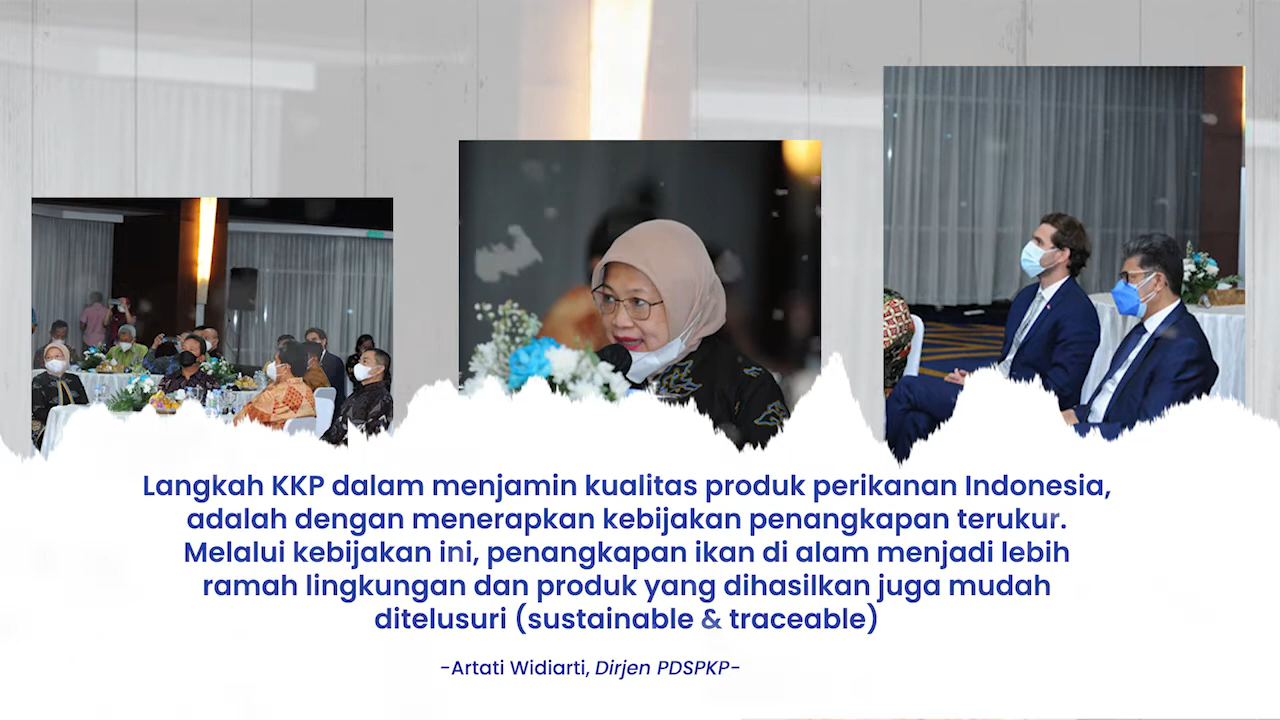 Langkah KKP dalam menjamin kualitas produk perikanan Indonesia,
adalah dengan menerapkan kebijakan penangkapan terukur.
Melalui kebijakan ini, penangkapan ikan di alam menjadi lebih
ramah lingkungan dan produk yang dihasilkan juga mudah
ditelusuri (sustainable & traceable)
-Artati Widiarti, Dirjen PDSPKP-